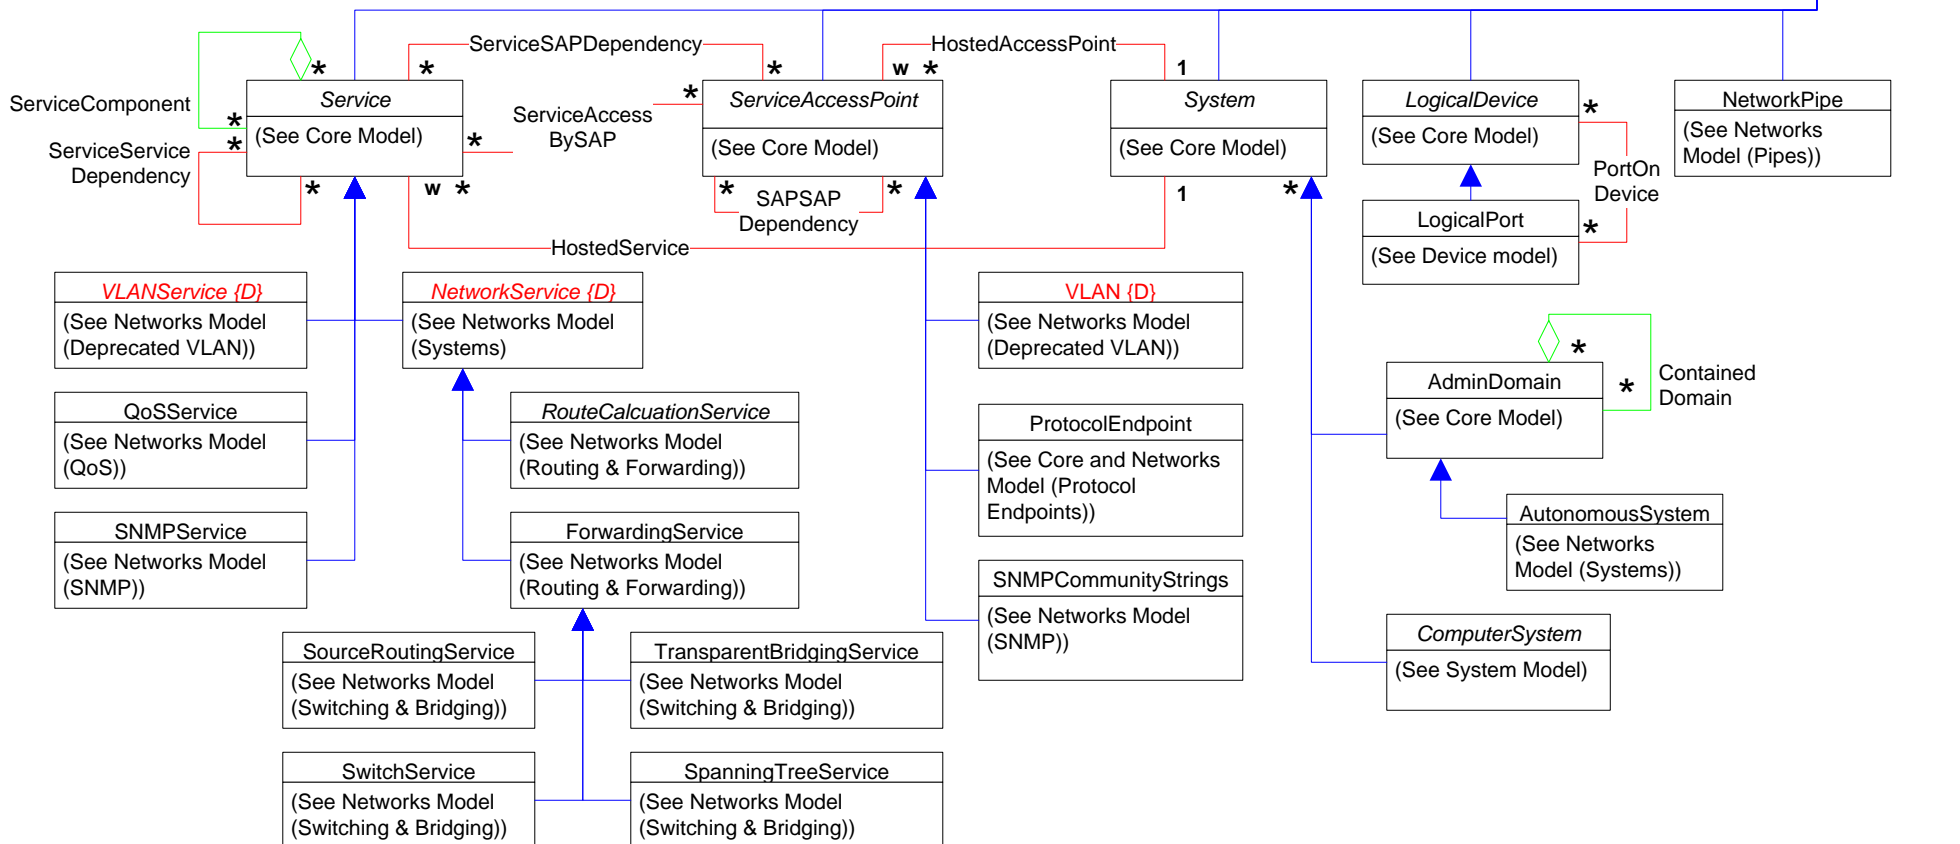 ServiceComponent
ServiceService
Dependency
*
*
*
*
Service
(See Core Model)
*
ServiceSAPDependency
*
ServiceAccess
BySAP
*
*
w *
HostedService
1
ServiceAccessPoint
(See Core Model)
*
SAPSAP
Dependency
*
w *
HostedAccessPoint
1
System
(See Core Model)
*
LogicalDevice
(See Core Model)
*
PortOn
Device
*
LogicalPort
(See Device model)
NetworkPipe
(See Networks
Model (Pipes))
VLANService {D}
(See Networks Model
(Deprecated VLAN))
NetworkService {D}
(See Networks Model
(Systems)
QoSService
(See Networks Model
(QoS))
RouteCalcuationService
(See Networks Model
(Routing & Forwarding))
SNMPService
(See Networks Model
(SNMP))
ForwardingService
(See Networks Model
(Routing & Forwarding))
SourceRoutingService
(See Networks Model
(Switching & Bridging))
TransparentBridgingService
(See Networks Model
(Switching & Bridging))
SwitchService
(See Networks Model
(Switching & Bridging))
SpanningTreeService
(See Networks Model
(Switching & Bridging))
VLAN {D}
(See Networks Model
(Deprecated VLAN))
ProtocolEndpoint
(See Core and Networks
Model (Protocol
Endpoints))
SNMPCommunityStrings
(See Networks Model
(SNMP))
*
*
Contained
Domain
AdminDomain
(See Core Model)
AutonomousSystem
(See Networks
Model (Systems))
ComputerSystem
(See System Model)